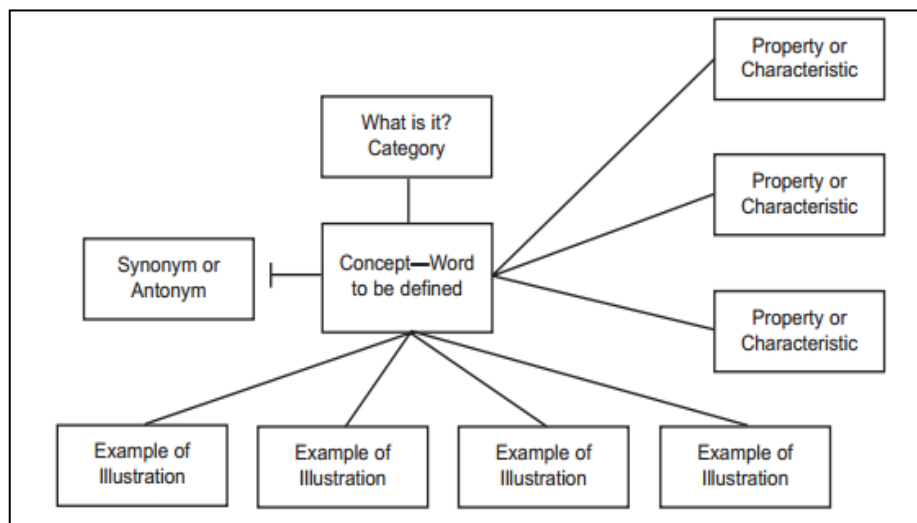 Property or
Characteristic
What is it?
Category
Property or
Characteristic
Synonym or
Antonym
Concept—Word
to be defined
Property or
Characteristic
Example of
Illustration
Example of
Illustration
Example of
Illustration
Example of
Illustration